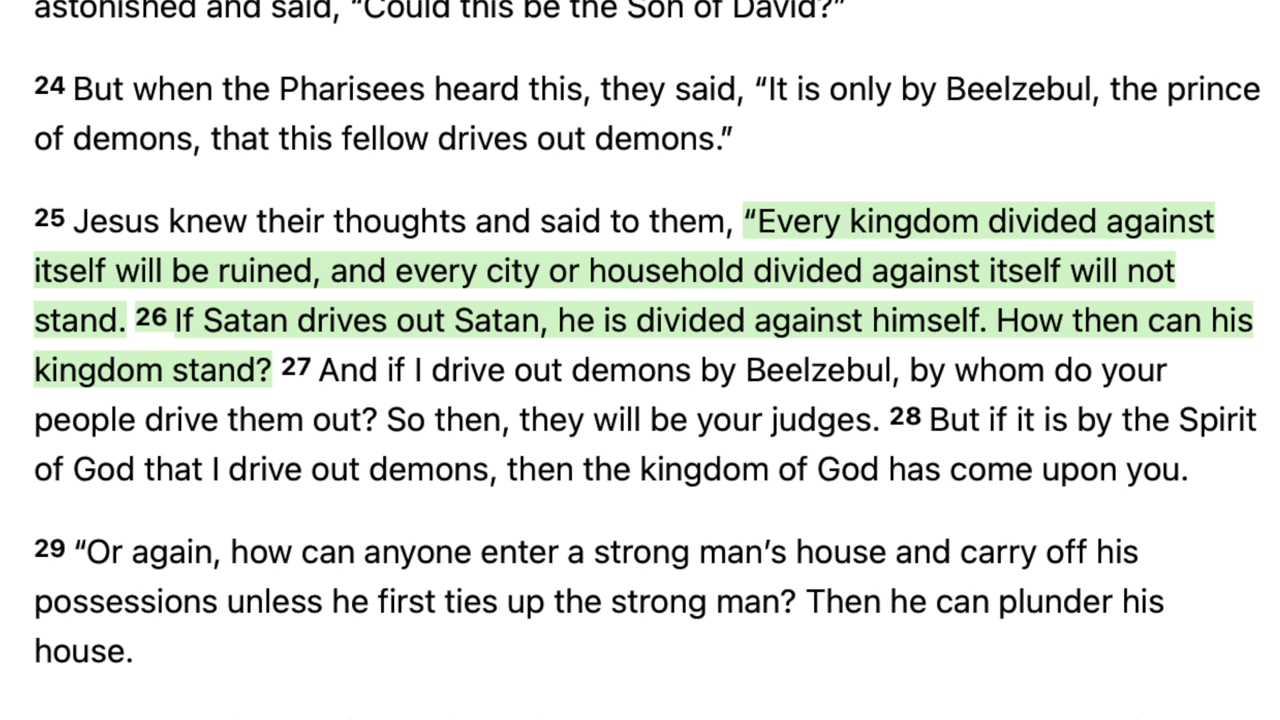 astonished and said, “Could this be the Son of David?”
24 But when the Pharisees heard this, they said, “It is only by Beelzebul, the prince
of demons, that this fellow drives out demons.”
25 Jesus knew their thoughts and said to them, “Every kingdom divided against
itself will be ruined, and every city or household divided against itself will not
stand. 26 If Satan drives out Satan, he is divided against himself. How then can his
kingdom stand? 27 And if I drive out demons by Beelzebul, by whom do your
people drive them out? So then, they will be your judges. 28 But if it is by the Spirit
of God that I drive out demons, then the kingdom of God has come upon you.
29 “Or again, how can anyone enter a strong man’s house and carry off his
possessions unless he first ties up the strong man? Then he can plunder his
house.